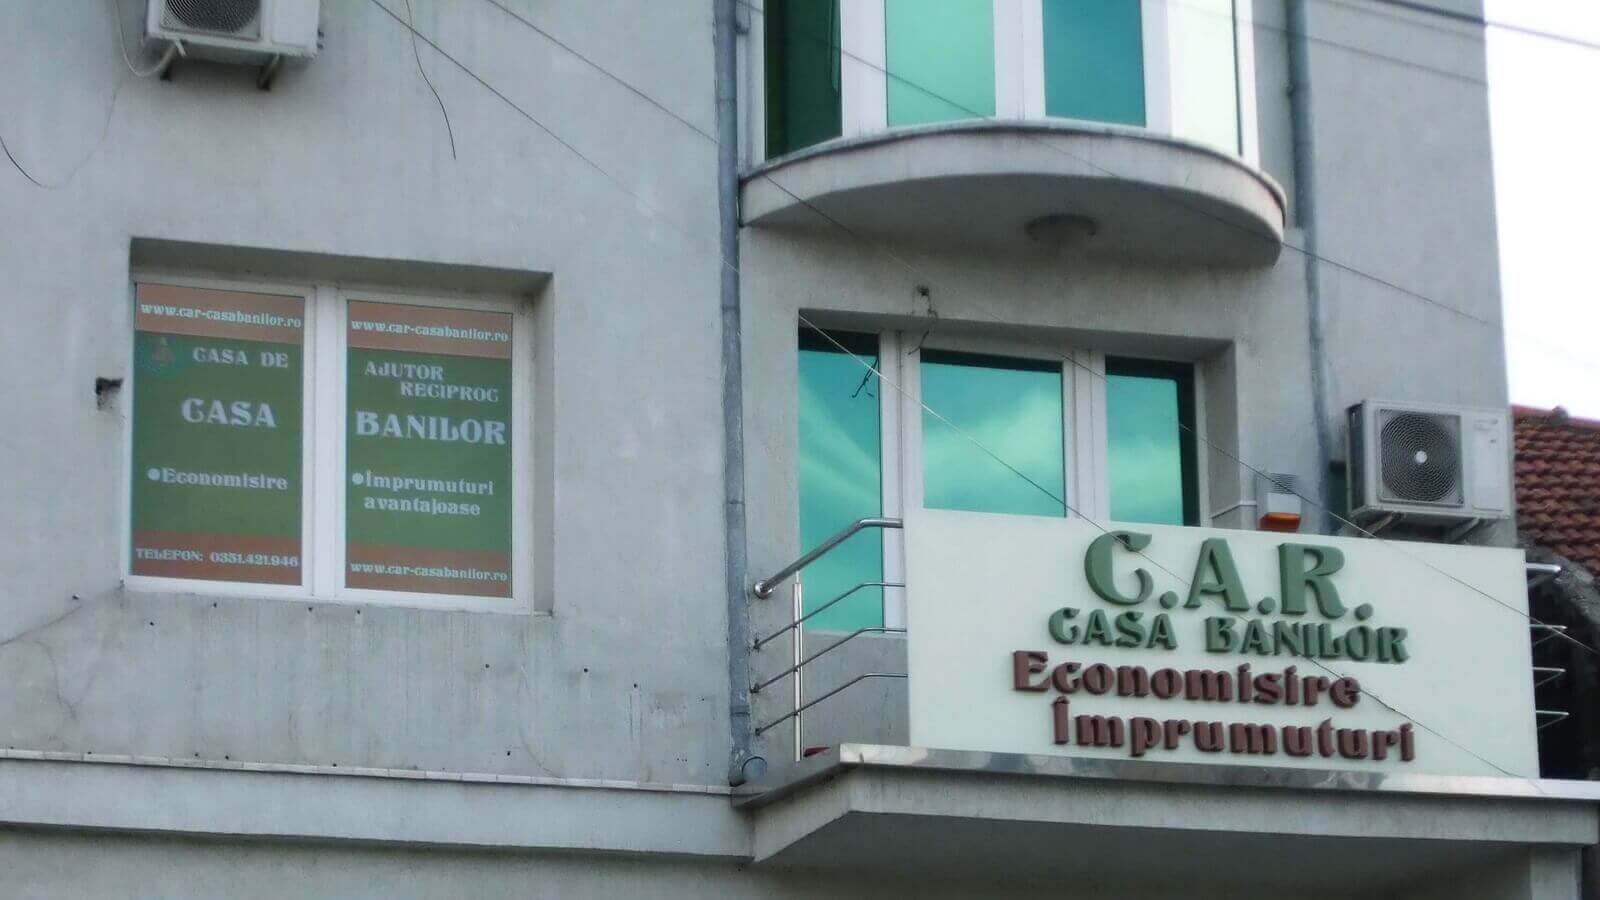 www.car-casabanilor.ro
CASA DE
CASA
•Economisire
TELEFON: 0351.421.946
www.car-casabanilor.ro
AJUTOR
RECIPROC
BANILOR
•Împrumuturi
avantajoase
www.car-casabanilor.ro
C.A.R.
CASA BANILOR
Economisire
Împrumuturi